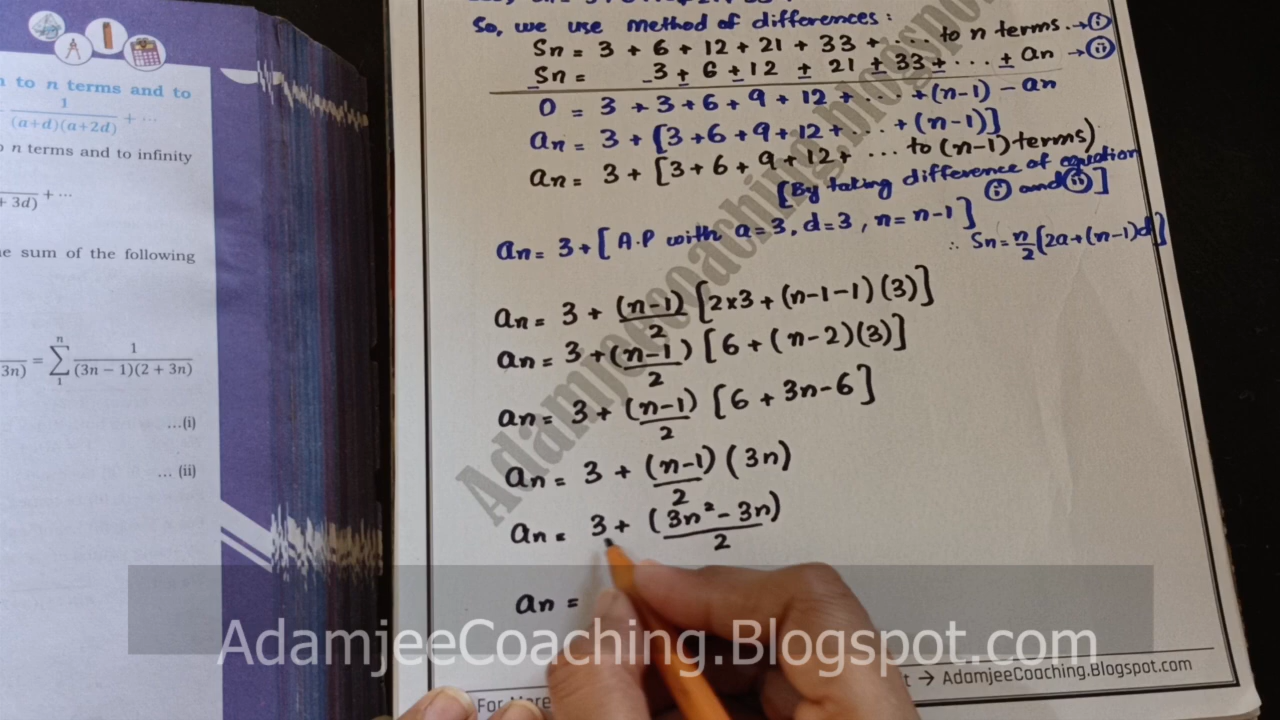 n to n terms and to
1/((a+d)(a+2d)) + ...
o n terms and to infinity
+ 3d) + ...
he sum of the following
3n) = ∑ 1 n 1/((3n − 1)(2 + 3n))
...(i)
... (ii)
So, we use method of differences:
Sn = 3 + 6 + 12 + 21 + 33 + ... to n terms. → (i)
Sn = 3 + 6 + 12 + 21 + 33 + ... + an → (ii)
0 = 3 + 3 + 6 + 9 + 12 + ... + (n-1) - an
an = 3 + [3+6+9+12+ ... + (n-1)]
an = 3 + [3+6+9+12+ ... to (n-1) terms)
[By taking difference of equation
(i) and (ii)]
an = 3 + [A.P with a=3, d=3, n=n-1]
∴ Sn = n/2 [2a+(n-1)d]
an = 3 + (n-1)/2 [2×3 + (n-1-1)(3)]
an = 3 + (n-1)/2 [6 + (n-2)(3)]
an = 3 + (n-1)/2 [6 + 3n-6]
an = 3 + (n-1)/2 (3n)
an = 3 + (3n² - 3n)/2
an =
Adamjeecoaching.blogspot.
AdamjeeCoaching.Blogspot.com
For More
t → AdamjeeCoaching.Blogspot.com